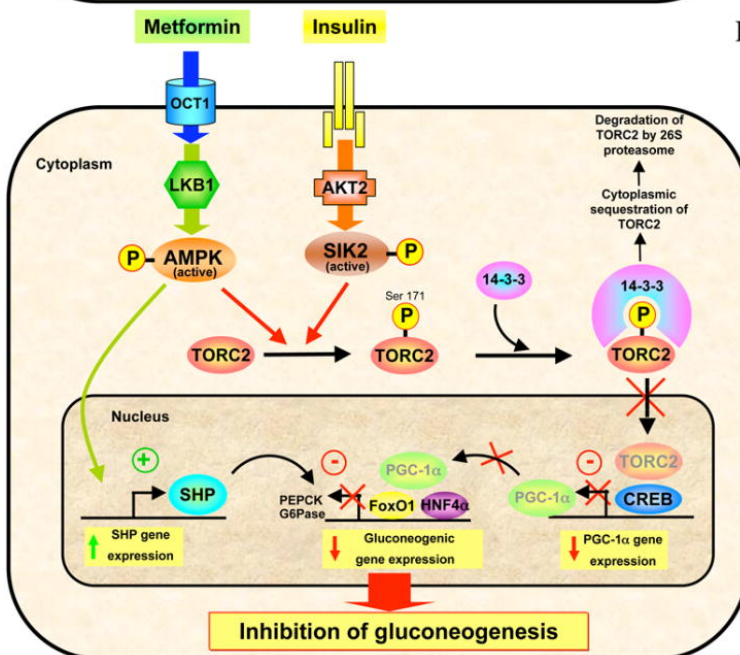 Metformin
Insulin
OCT1
Cytoplasm
LKB1
AKT2
Degradation of
TORC2 by 26S
proteasome
Cytoplasmic
sequestration of
TORC2
P
AMPK
(active)
SIK2
(active)
P
14-3-3
14-3-3
Ser 171
P
P
TORC2
TORC2
TORC2
Nucleus
+
SHP
PEPCK
G6Pase
-
PGC-1α
FoxO1
HNF4α
PGC-1α
-
TORC2
CREB
SHP gene
expression
Gluconeogenic
gene expression
PGC-1α gene
expression
Inhibition of gluconeogenesis